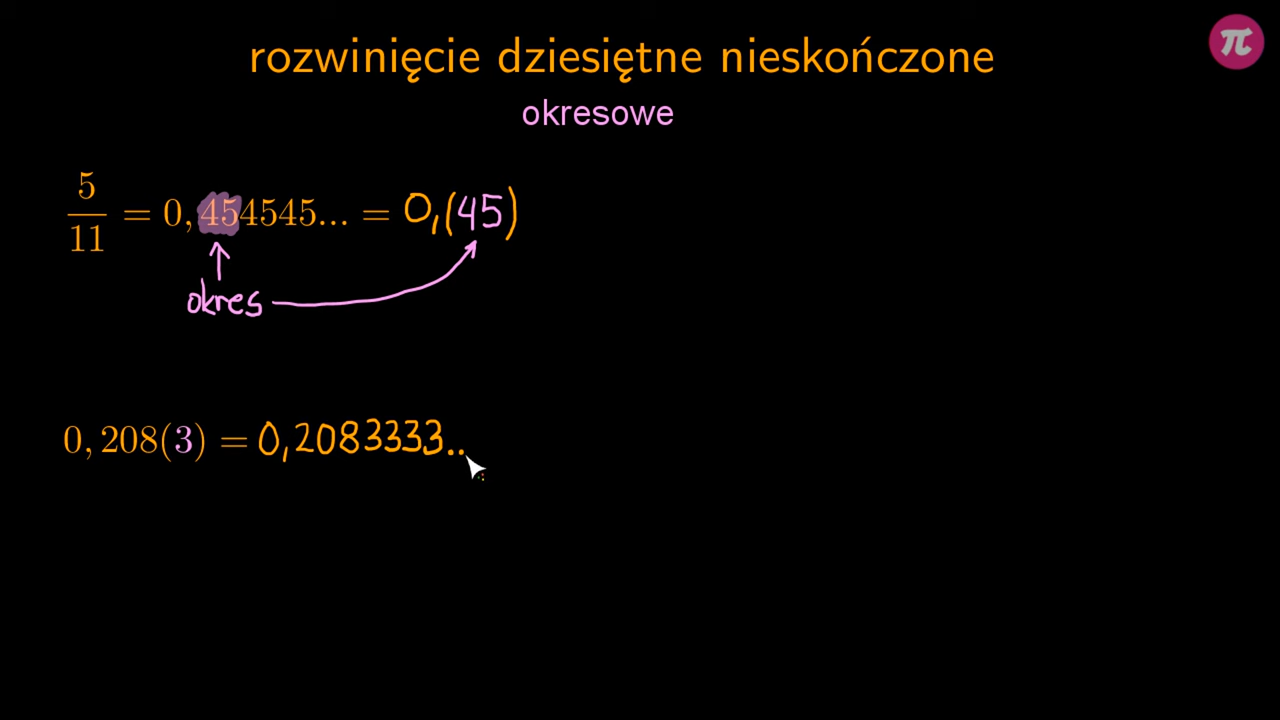 π
rozwinięcie dziesiętne nieskończone
okresowe
5/11 = 0,454545... = 0,(45)
okres
0,208(3) = 0,2083333..